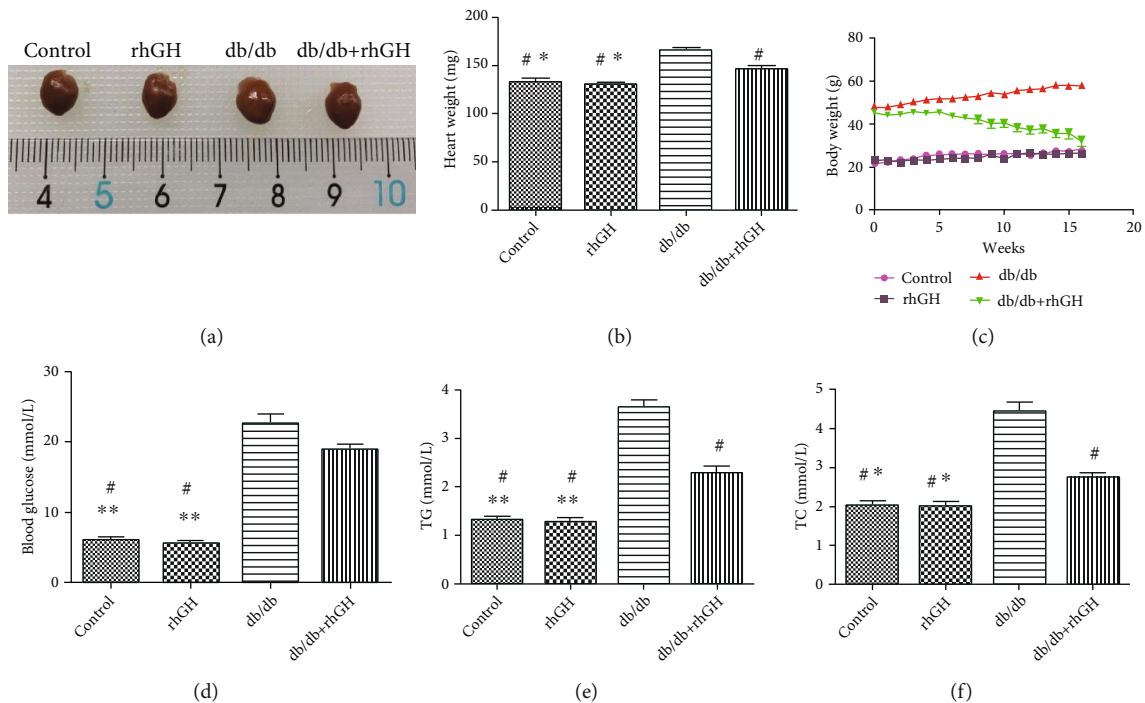 Control rhGH db/db db/db+rhGH
4 5 6 7 8 9 10
(a)
Heart weight (mg)
200
150
100
50
0
# *
# *
#
Control
rhGH
db/db
db/db+rhGH
(b)
Body weight (g)
80
60
40
20
0
0 5 10 15 20
Weeks
Control
rhGH
db/db
db/db+rhGH
(c)
Blood glucose (mmol/L)
30
20
10
0
#
**
#
**
Control
rhGH
db/db
db/db+rhGH
(d)
TG (mmol/L)
4
3
2
1
0
#
**
#
**
#
Control
rhGH
db/db
db/db+rhGH
(e)
TC (mmol/L)
5
4
3
2
1
0
# *
# *
#
Control
rhGH
db/db
db/db+rhGH
(f)